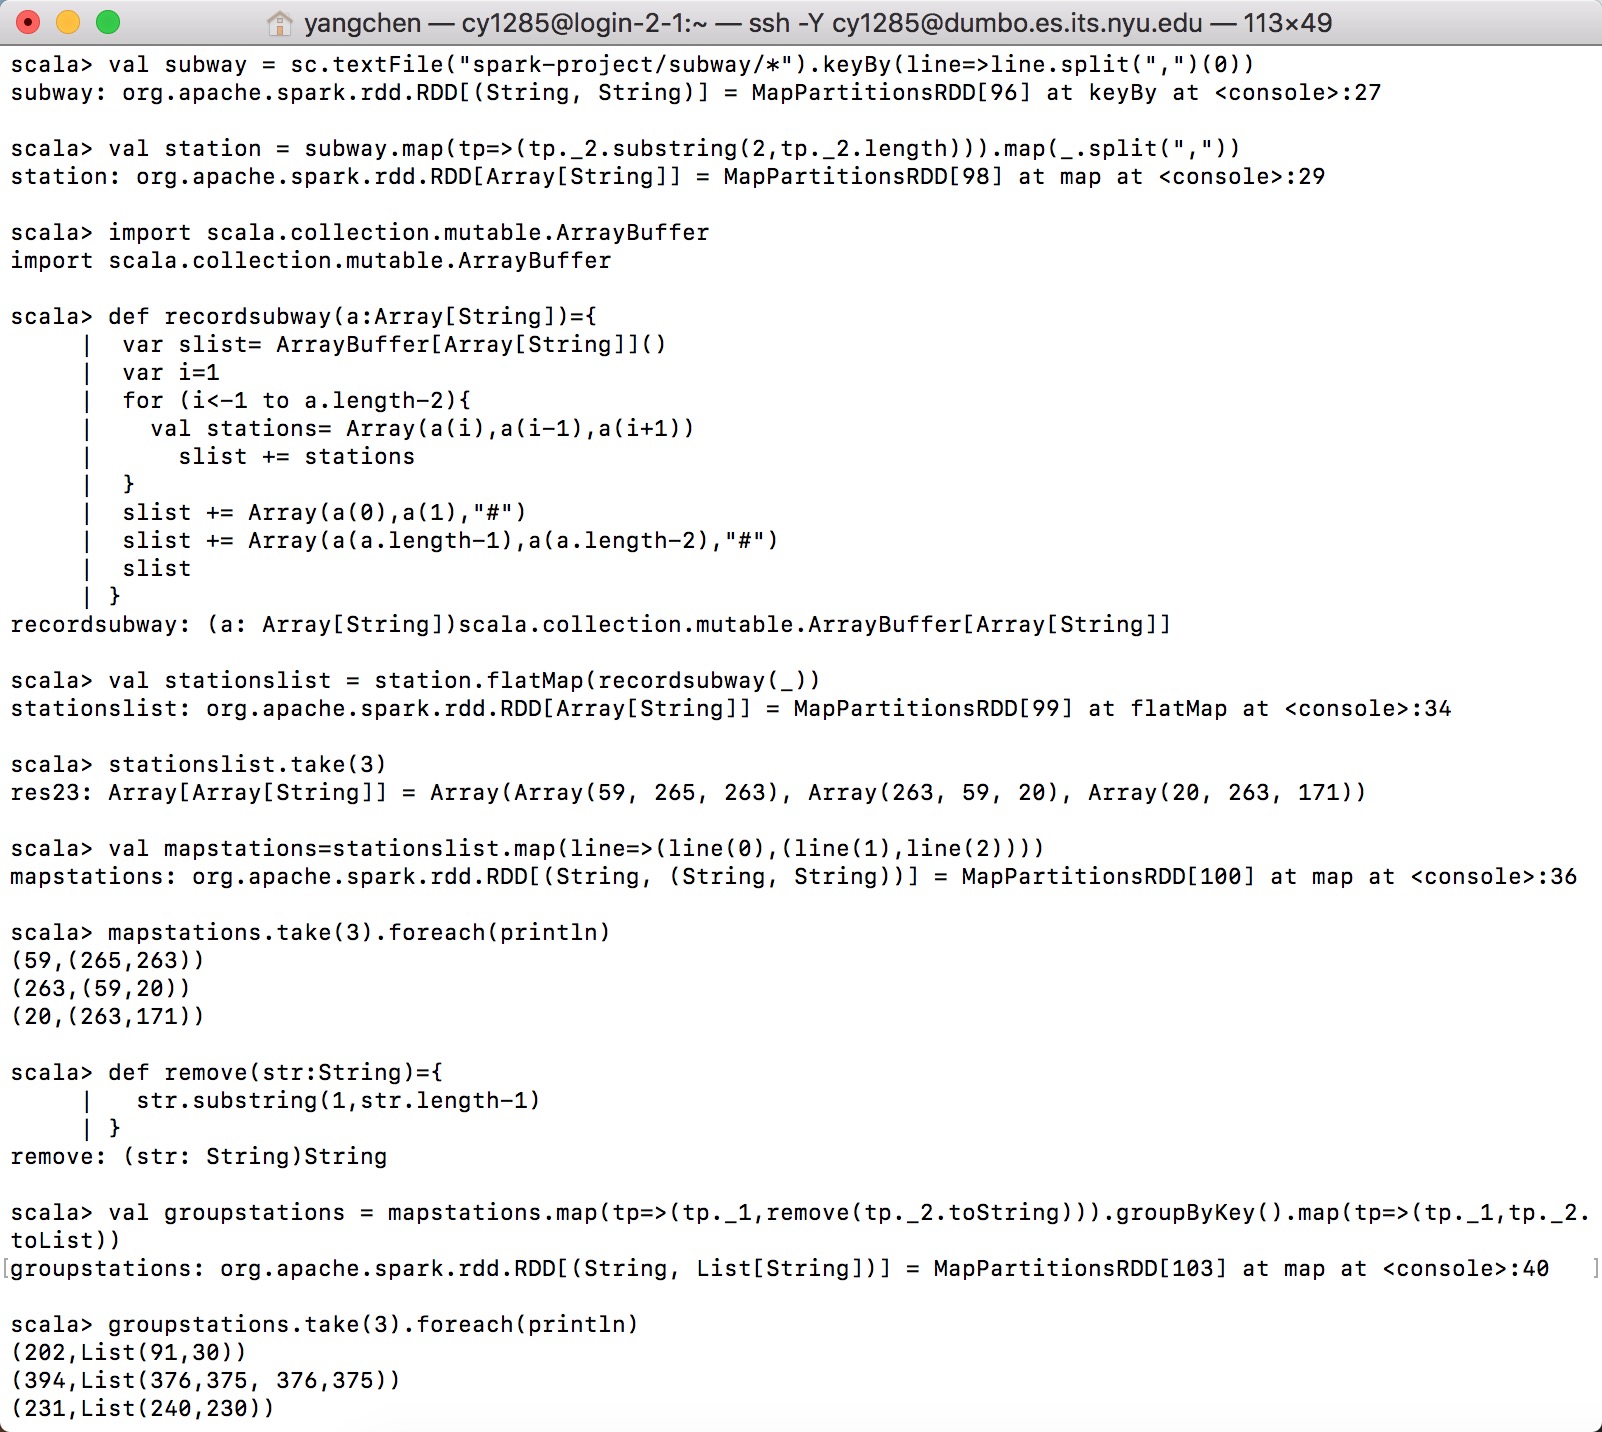 yangchen — cy1285@login-2-1:~ — ssh -Y cy1285@dumbo.es.its.nyu.edu — 113×49
scala> val subway = sc.textFile("spark-project/subway/*").keyBy(line=>line.split(",")(0))
subway: org.apache.spark.rdd.RDD[(String, String)] = MapPartitionsRDD[96] at keyBy at <console>:27
scala> val station = subway.map(tp=>(tp._2.substring(2,tp._2.length))).map(_.split(","))
station: org.apache.spark.rdd.RDD[Array[String]] = MapPartitionsRDD[98] at map at <console>:29
scala> import scala.collection.mutable.ArrayBuffer
import scala.collection.mutable.ArrayBuffer
scala> def recordsubway(a:Array[String])={
     |  var slist= ArrayBuffer[Array[String]]()
     |  var i=1
     |  for (i<-1 to a.length-2){
     |    val stations= Array(a(i),a(i-1),a(i+1))
     |      slist += stations
     |  }
     |  slist += Array(a(0),a(1),"#")
     |  slist += Array(a(a.length-1),a(a.length-2),"#")
     |  slist
     | }
recordsubway: (a: Array[String])scala.collection.mutable.ArrayBuffer[Array[String]]
scala> val stationslist = station.flatMap(recordsubway(_))
stationslist: org.apache.spark.rdd.RDD[Array[String]] = MapPartitionsRDD[99] at flatMap at <console>:34
scala> stationslist.take(3)
res23: Array[Array[String]] = Array(Array(59, 265, 263), Array(263, 59, 20), Array(20, 263, 171))
scala> val mapstations=stationslist.map(line=>(line(0),(line(1),line(2))))
mapstations: org.apache.spark.rdd.RDD[(String, (String, String))] = MapPartitionsRDD[100] at map at <console>:36
scala> mapstations.take(3).foreach(println)
(59,(265,263))
(263,(59,20))
(20,(263,171))
scala> def remove(str:String)={
     |   str.substring(1,str.length-1)
     | }
remove: (str: String)String
scala> val groupstations = mapstations.map(tp=>(tp._1,remove(tp._2.toString))).groupByKey().map(tp=>(tp._1,tp._2.
toList))
[groupstations: org.apache.spark.rdd.RDD[(String, List[String])] = MapPartitionsRDD[103] at map at <console>:40   ]
scala> groupstations.take(3).foreach(println)
(202,List(91,30))
(394,List(376,375, 376,375))
(231,List(240,230))